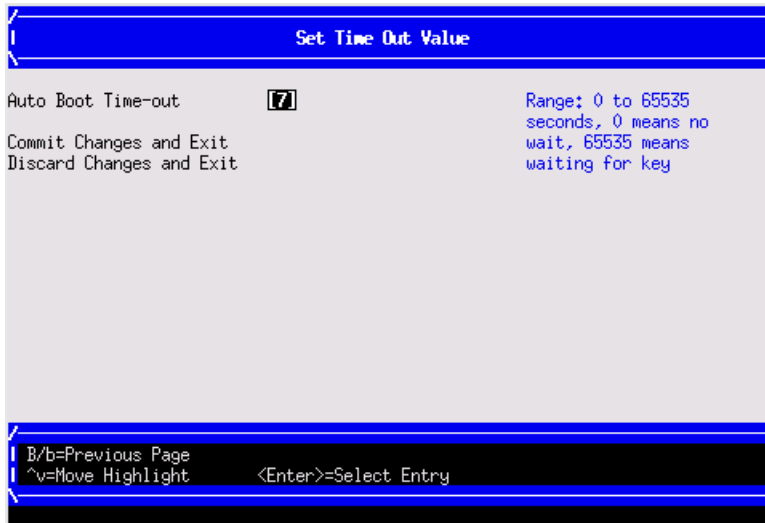 Set Time Out Value
Auto Boot Time-out [7] Range: 0 to 65535
seconds, 0 means no
Commit Changes and Exit wait, 65535 means
Discard Changes and Exit waiting for key
B/b=Previous Page
^v=Move Highlight <Enter>=Select Entry